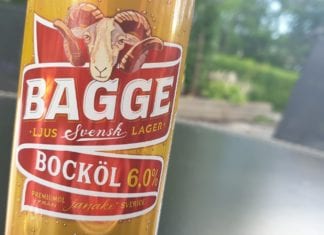 BAGGE
LJUS Svensk LAGER
BOCKÖL 6,0%